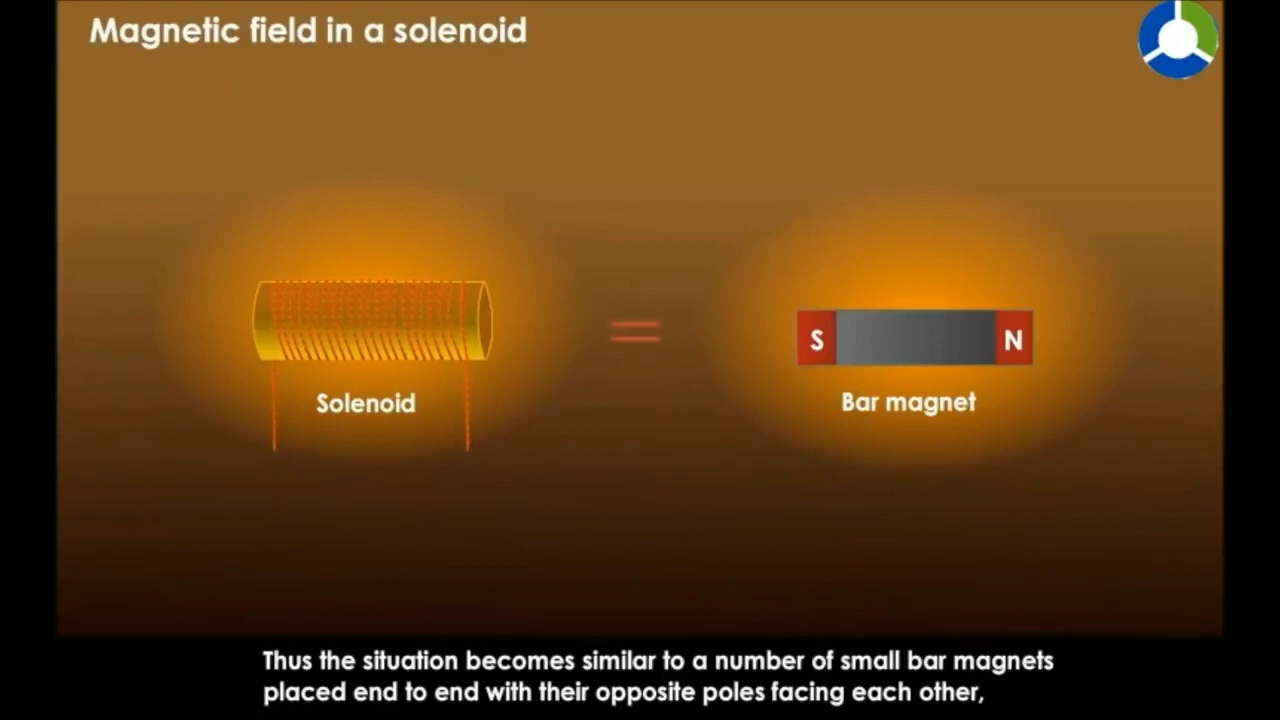 Magnetic field in a solenoid
S
N
Solenoid
Bar magnet
Thus the situation becomes similar to a number of small bar magnets
placed end to end with their opposite poles facing each other,